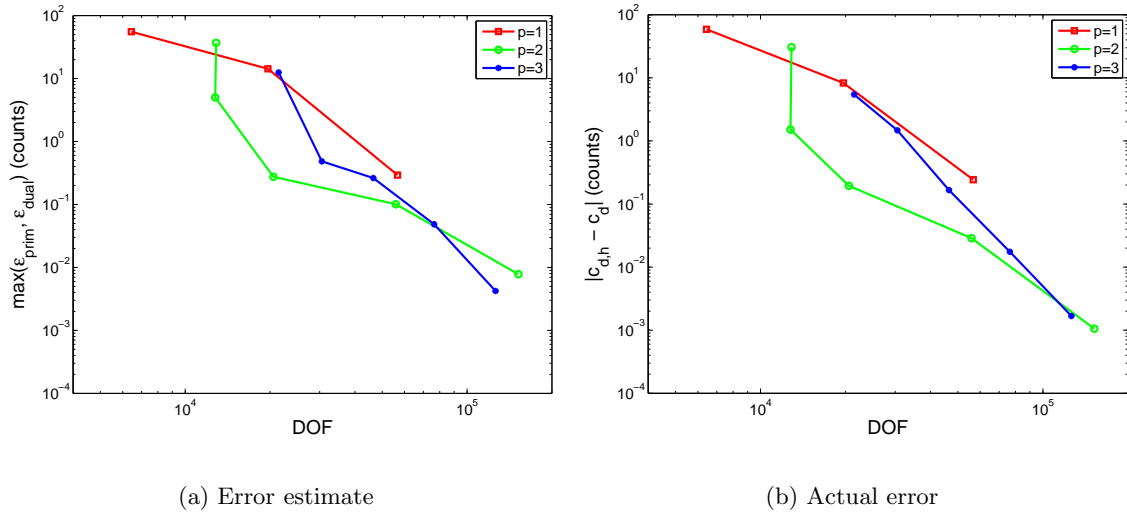 10^2
10^1
10^0
10^-1
10^-2
10^-3
10^-4
max(ε_prim, ε_dual) (counts)
p=1
p=2
p=3
10^4
10^5
DOF
(a) Error estimate
10^2
10^1
10^0
10^-1
10^-2
10^-3
10^-4
|c_d,h − c_d| (counts)
p=1
p=2
p=3
10^4
10^5
DOF
(b) Actual error